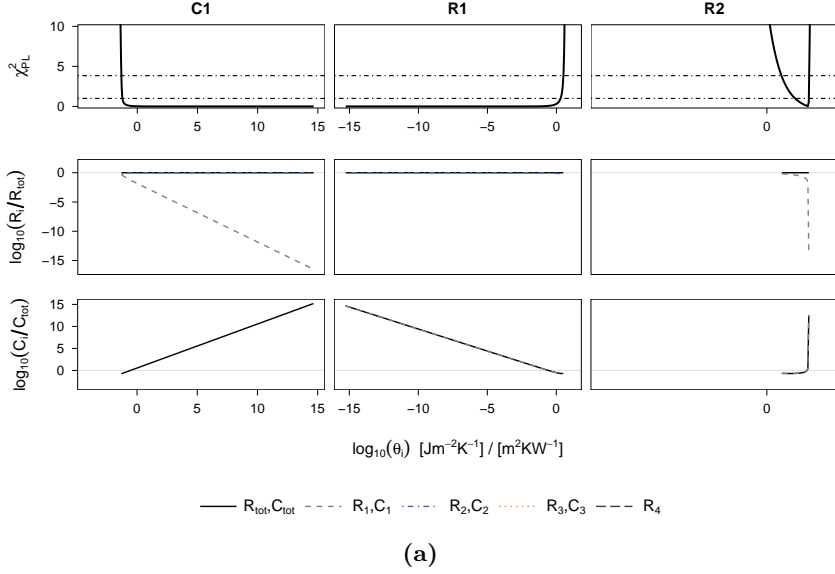 C1 R1 R2
χ²PL
10
5
0
0 5 10 15 −15 −10 −5 0 0
log10(Ri/Rtot)
0
−5
−10
−15
log10(Ci/Ctot)
15
10
5
0
0 5 10 15 −15 −10 −5 0 0
log10(θi) [Jm−2K−1] / [m2KW−1]
Rtot,Ctot R1,C1 R2,C2 R3,C3 R4
(a)